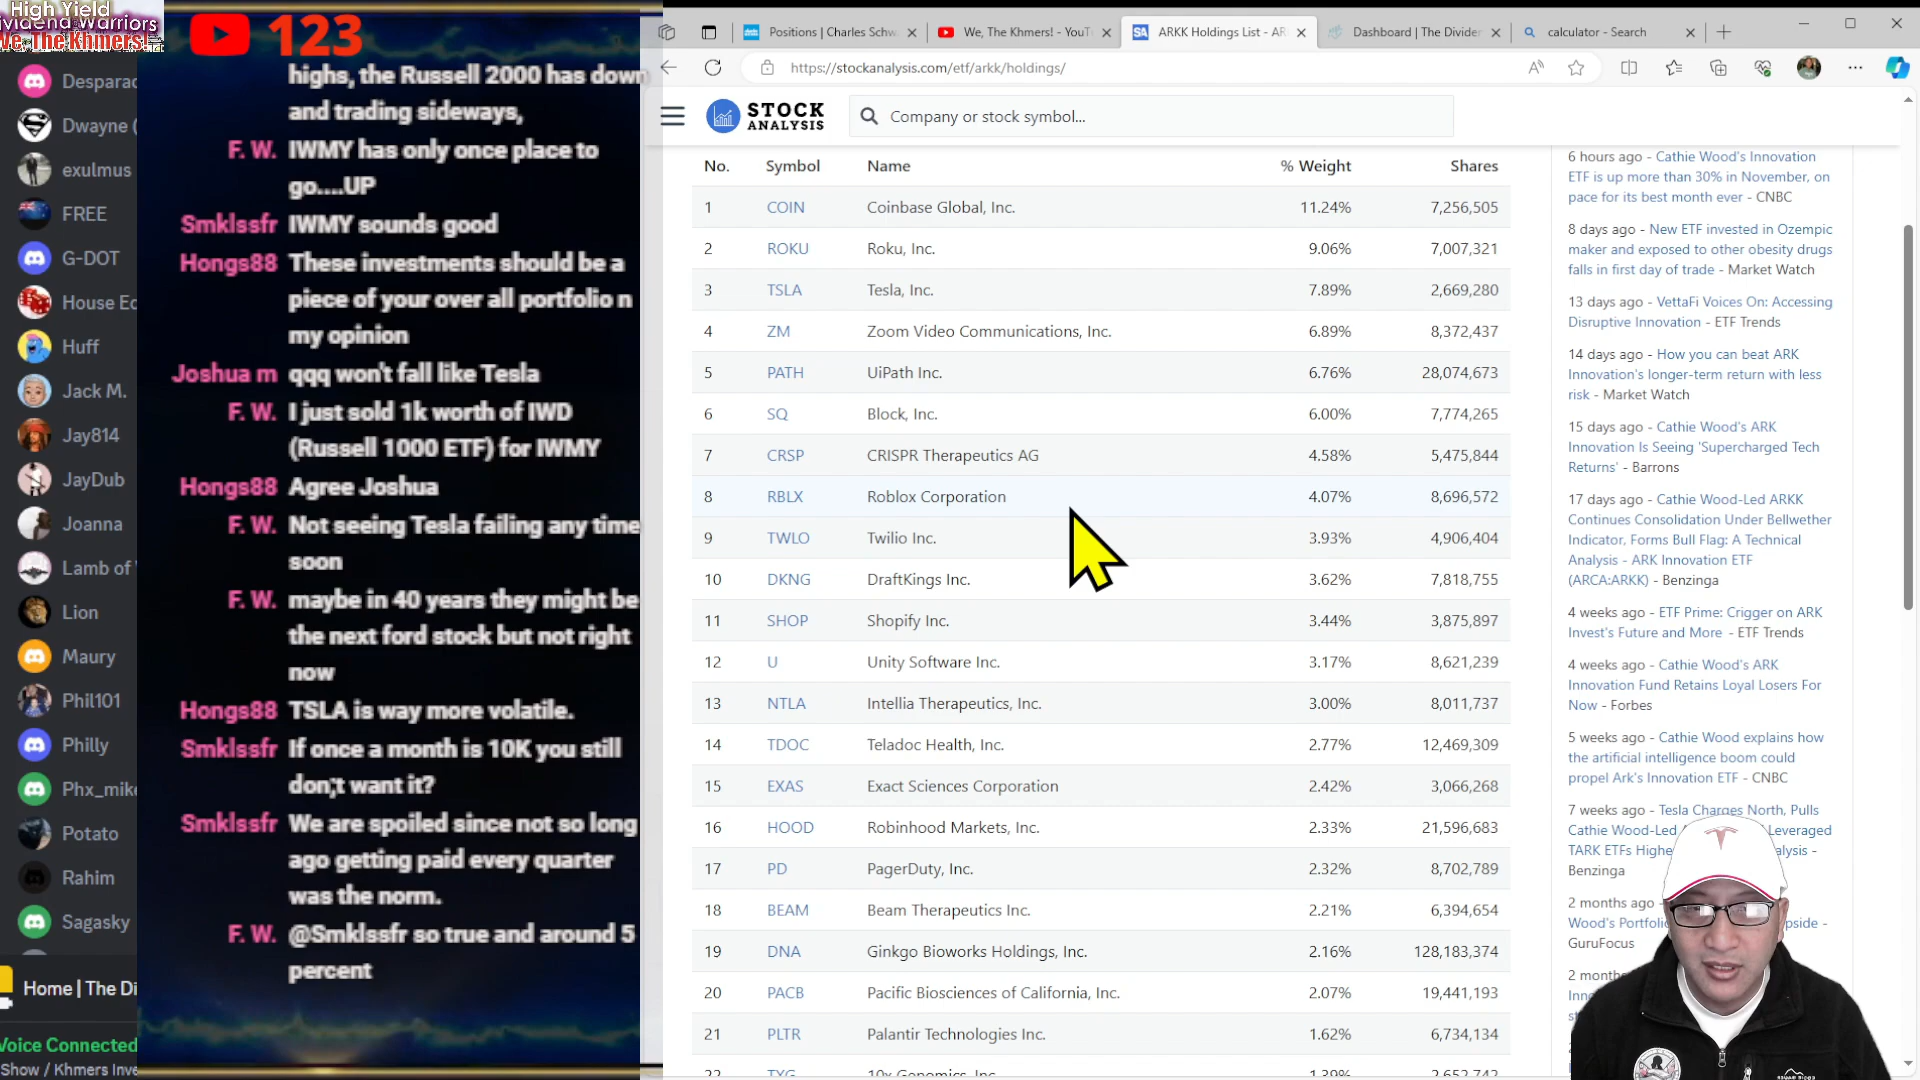 High Yield
Dividend Warriors
We, The Khmers!
123
Desparac
Dwayne (
exulmus
FREE
G-DOT
House Ec
Huff
Jack M.
Jay814
JayDub
Joanna
Lamb of
Lion
Maury
Phil101
Philly
Phx_mike
Potato
Rahim
Sagasky
Home | The Di
Voice Connected
Show / Khmers Inve
highs, the Russell 2000 has down
and trading sideways,
F. W. IWMY has only once place to
go....UP
Smklssfr IWMY sounds good
Hongs88 These investments should be a
piece of your over all portfolio n
my opinion
Joshua m qqq won't fall like Tesla
F. W. I just sold 1k worth of IWD
(Russell 1000 ETF) for IWMY
Hongs88 Agree Joshua
F. W. Not seeing Tesla failing any time
soon
F. W. maybe in 40 years they might be
the next ford stock but not right
now
Hongs88 TSLA is way more volatile.
Smklssfr If once a month is 10K you still
don;t want it?
Smklssfr We are spoiled since not so long
ago getting paid every quarter
was the norm.
F. W. @Smklssfr so true and around 5
percent
Positions | Charles Schw
We, The Khmers! - YouT
ARKK Holdings List - AR
Dashboard | The Divider
calculator - Search
https://stockanalysis.com/etf/arkk/holdings/
STOCK
ANALYSIS
Company or stock symbol...
No. Symbol Name % Weight Shares
1 COIN Coinbase Global, Inc. 11.24% 7,256,505
2 ROKU Roku, Inc. 9.06% 7,007,321
3 TSLA Tesla, Inc. 7.89% 2,669,280
4 ZM Zoom Video Communications, Inc. 6.89% 8,372,437
5 PATH UiPath Inc. 6.76% 28,074,673
6 SQ Block, Inc. 6.00% 7,774,265
7 CRSP CRISPR Therapeutics AG 4.58% 5,475,844
8 RBLX Roblox Corporation 4.07% 8,696,572
9 TWLO Twilio Inc. 3.93% 4,906,404
10 DKNG DraftKings Inc. 3.62% 7,818,755
11 SHOP Shopify Inc. 3.44% 3,875,897
12 U Unity Software Inc. 3.17% 8,621,239
13 NTLA Intellia Therapeutics, Inc. 3.00% 8,011,737
14 TDOC Teladoc Health, Inc. 2.77% 12,469,309
15 EXAS Exact Sciences Corporation 2.42% 3,066,268
16 HOOD Robinhood Markets, Inc. 2.33% 21,596,683
17 PD PagerDuty, Inc. 2.32% 8,702,789
18 BEAM Beam Therapeutics Inc. 2.21% 6,394,654
19 DNA Ginkgo Bioworks Holdings, Inc. 2.16% 128,183,374
20 PACB Pacific Biosciences of California, Inc. 2.07% 19,441,193
21 PLTR Palantir Technologies Inc. 1.62% 6,734,134
22 TXG 10x Genomics, Inc. 1.39% 2,652,742
6 hours ago - Cathie Wood's Innovation
ETF is up more than 30% in November, on
pace for its best month ever - CNBC
8 days ago - New ETF invested in Ozempic
maker and exposed to other obesity drugs
falls in first day of trade - Market Watch
13 days ago - VettaFi Voices On: Accessing
Disruptive Innovation - ETF Trends
14 days ago - How you can beat ARK
Innovation's longer-term return with less
risk - Market Watch
15 days ago - Cathie Wood's ARK
Innovation Is Seeing 'Supercharged Tech
Returns' - Barrons
17 days ago - Cathie Wood-Led ARKK
Continues Consolidation Under Bellwether
Indicator, Forms Bull Flag: A Technical
Analysis - ARK Innovation ETF
(ARCA:ARKK) - Benzinga
4 weeks ago - ETF Prime: Crigger on ARK
Invest's Future and More - ETF Trends
4 weeks ago - Cathie Wood's ARK
Innovation Fund Retains Loyal Losers For
Now - Forbes
5 weeks ago - Cathie Wood explains how
the artificial intelligence boom could
propel Ark's Innovation ETF - CNBC
7 weeks ago - Tesla Charges North, Pulls
Cathie Wood-Led Leveraged
TARK ETFs Highe alysis -
Benzinga
2 months ago -
Wood's Portfoli pside -
GuruFocus
2 month
Inno
st